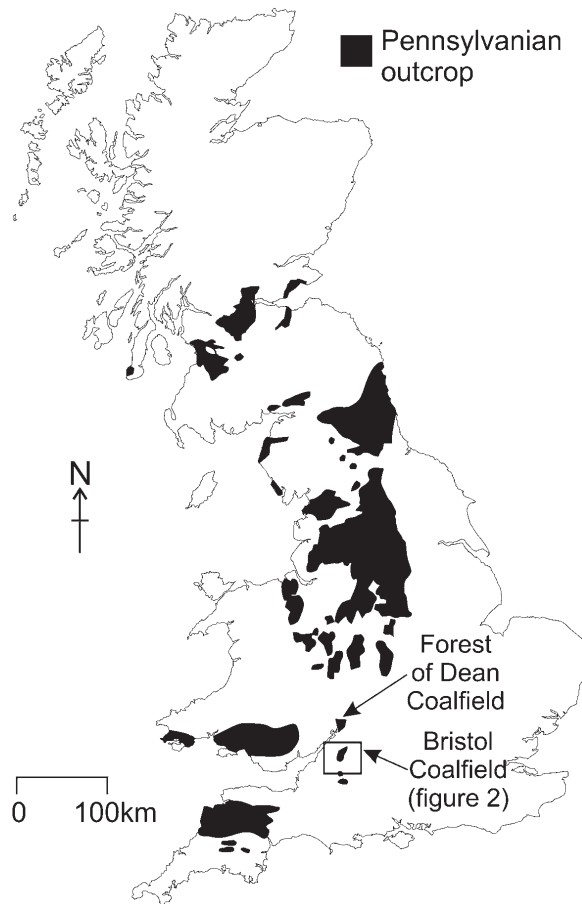 Pennsylvanian
outcrop
N
Forest
of Dean
Coalfield
Bristol
Coalfield
(figure 2)
0 100km